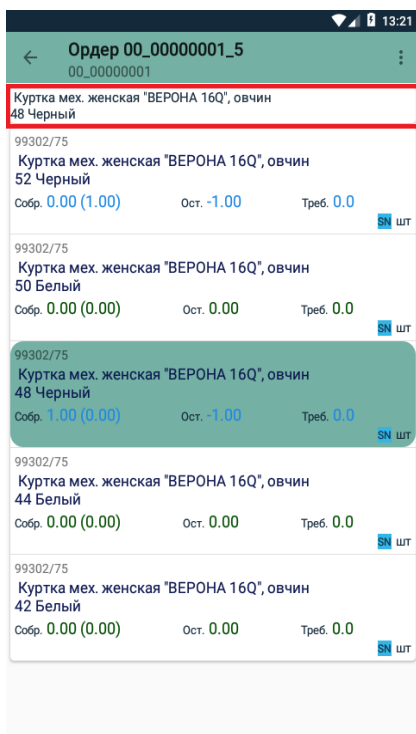 13:21
Ордер 00_00000001_5
00_00000001
Куртка мех. женская "ВЕРОНА 16Q", овчин
48 Черный
99302/75
Куртка мех. женская "ВЕРОНА 16Q", овчин
52 Черный
Собр. 0.00 (1.00) Ост. -1.00 Треб. 0.0
SN шт
99302/75
Куртка мех. женская "ВЕРОНА 16Q", овчин
50 Белый
Собр. 0.00 (0.00) Ост. 0.00 Треб. 0.0
SN шт
99302/75
Куртка мех. женская "ВЕРОНА 16Q", овчин
48 Черный
Собр. 1.00 (0.00) Ост. -1.00 Треб. 0.0
SN шт
99302/75
Куртка мех. женская "ВЕРОНА 16Q", овчин
44 Белый
Собр. 0.00 (0.00) Ост. 0.00 Треб. 0.0
SN шт
99302/75
Куртка мех. женская "ВЕРОНА 16Q", овчин
42 Белый
Собр. 0.00 (0.00) Ост. 0.00 Треб. 0.0
SN шт